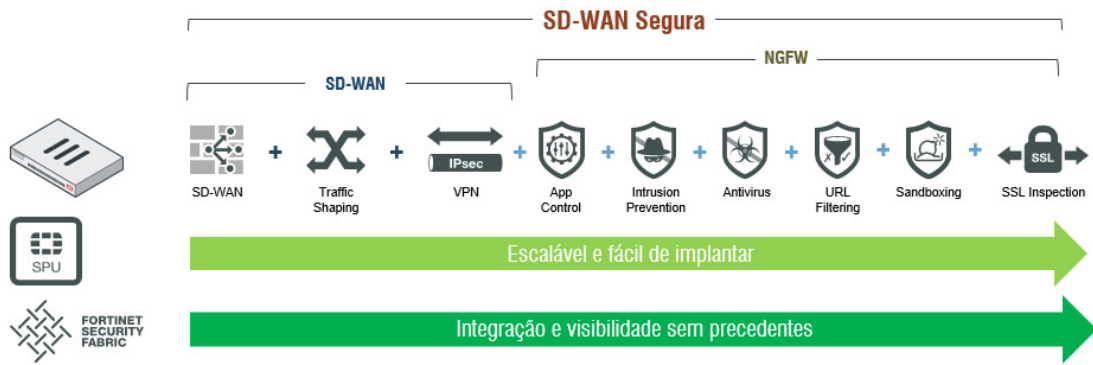 SD-WAN Segura
NGFW
SD-WAN
IPsec
SSL
SD-WAN
Traffic
Shaping
VPN
App
Control
Intrusion
Prevention
Antivirus
URL
Filtering
Sandboxing
SSL Inspection
SPU
Escalável e fácil de implantar
FORTINET
SECURITY
FABRIC
Integração e visibilidade sem precedentes